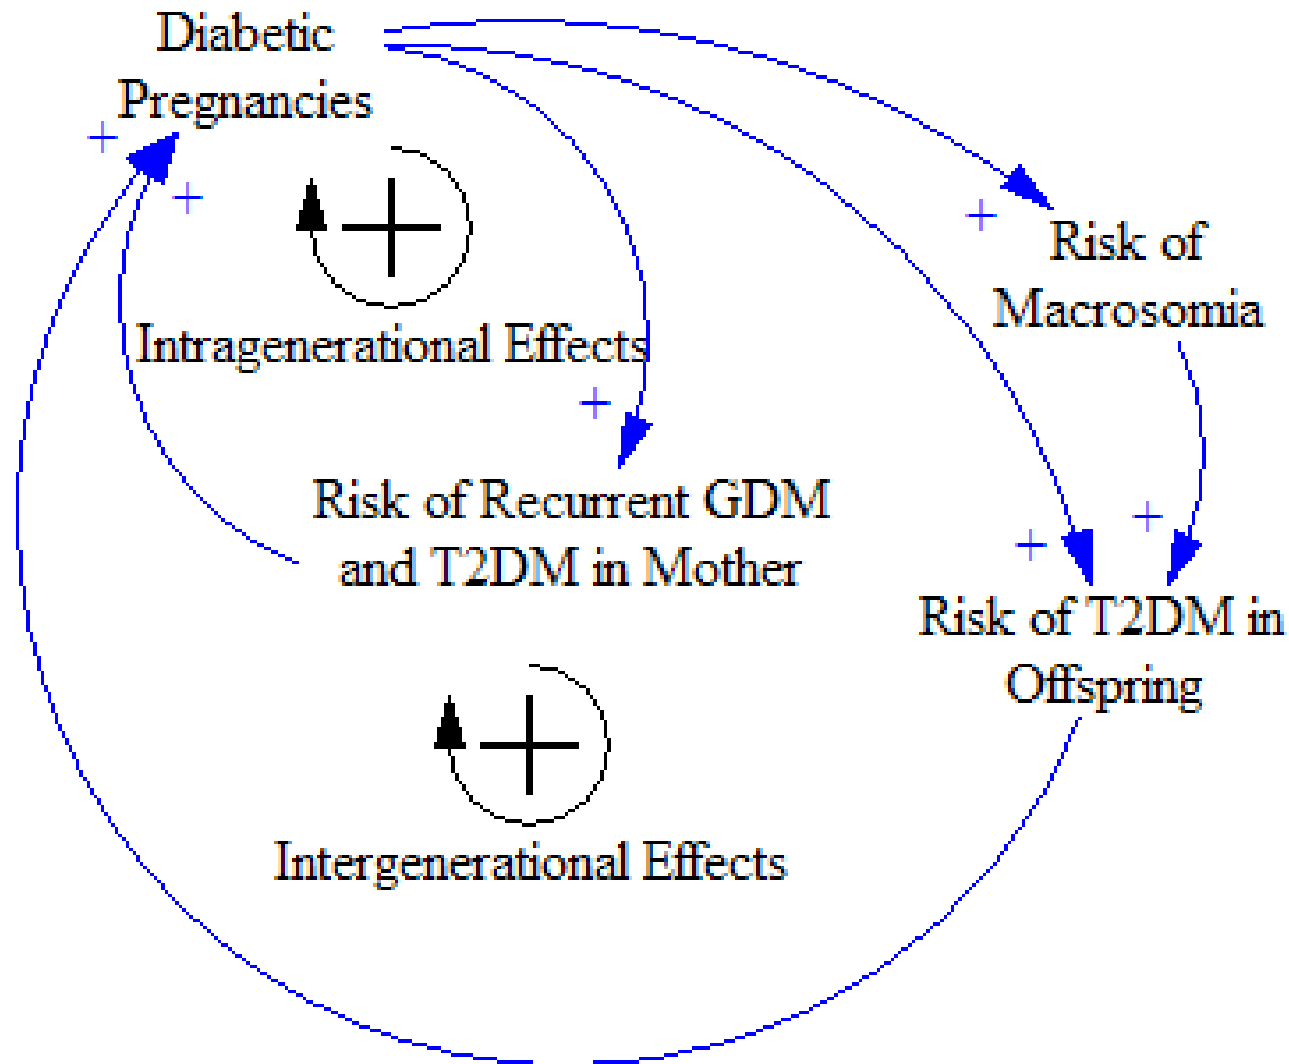 Diabetic
Pregnancies
+
+
+
Risk of
Macrosomia
Intragenerational Effects
+
Risk of Recurrent GDM
and T2DM in Mother
+
+
Risk of T2DM in
Offspring
Intergenerational Effects